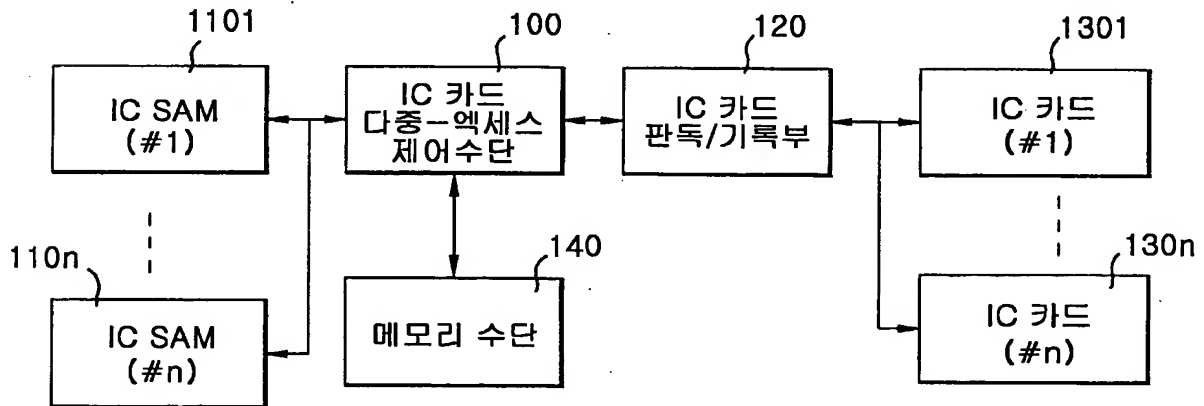 1101
100
120
1301
IC SAM
(#1)
IC 카드
다중-엑세스
제어수단
IC 카드
판독/기록부
IC 카드
(#1)
110n
140
130n
IC SAM
(#n)
메모리 수단
IC 카드
(#n)